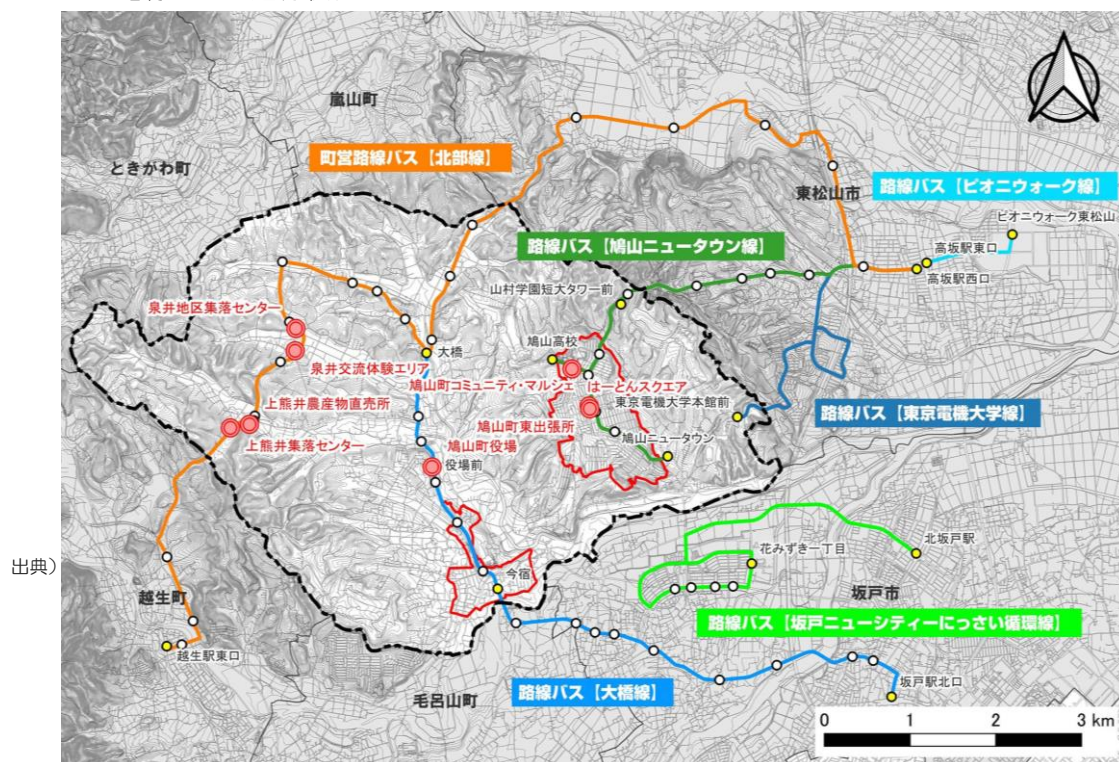 嵐山町
ときがわ町
町営路線バス【北部線】
東松山市
路線バス【ピオニウォーク線】
ピオニウォーク東松山
路線バス【鳩山ニュータウン線】
高坂駅東口
高坂駅西口
山村学園短大タワー前
泉井地区集落センター
鳩山高校
大橋
泉井交流体験エリア
鳩山町コミュニティ・マルシェ
はーとんスクエア
東京電機大学本館前
上熊井農産物直売所
路線バス【東京電機大学線】
鳩山町東出張所
上熊井集落センター
鳩山町役場
鳩山ニュータウン
役場前
出典）
花みずき一丁目
北坂戸駅
今宿
坂戸市
越生町
路線バス【坂戸ニューシティーにっさい循環線】
越生駅東口
毛呂山町
路線バス【大橋線】
坂戸駅北口
0 1 2 3 km